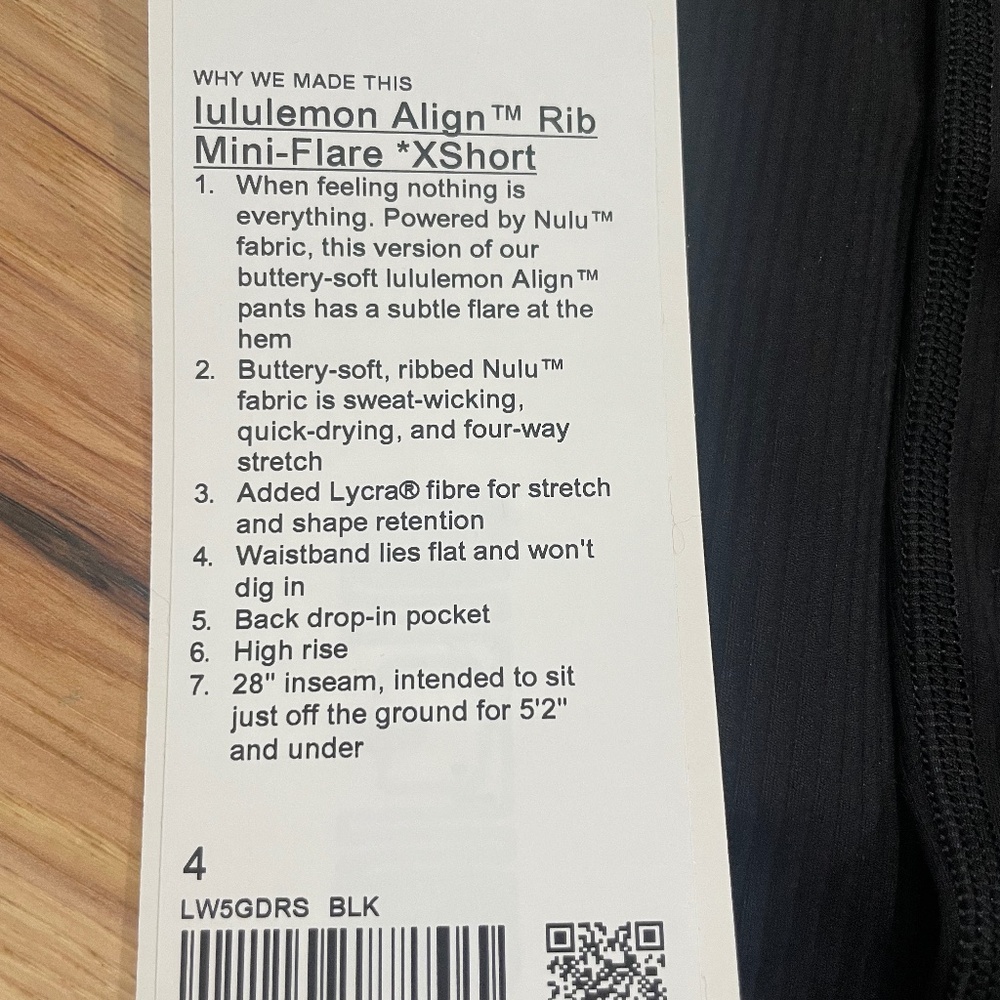 WHY WE MADE THIS
lululemon Align™ Rib
Mini-Flare *XShort
1. When feeling nothing is
everything. Powered by Nulu™
fabric, this version of our
buttery-soft lululemon Align™
pants has a subtle flare at the
hem
2. Buttery-soft, ribbed Nulu™
fabric is sweat-wicking,
quick-drying, and four-way
stretch
3. Added Lycra® fibre for stretch
and shape retention
4. Waistband lies flat and won't
dig in
5. Back drop-in pocket
6. High rise
7. 28" inseam, intended to sit
just off the ground for 5'2"
and under
4
LW5GDRS BLK